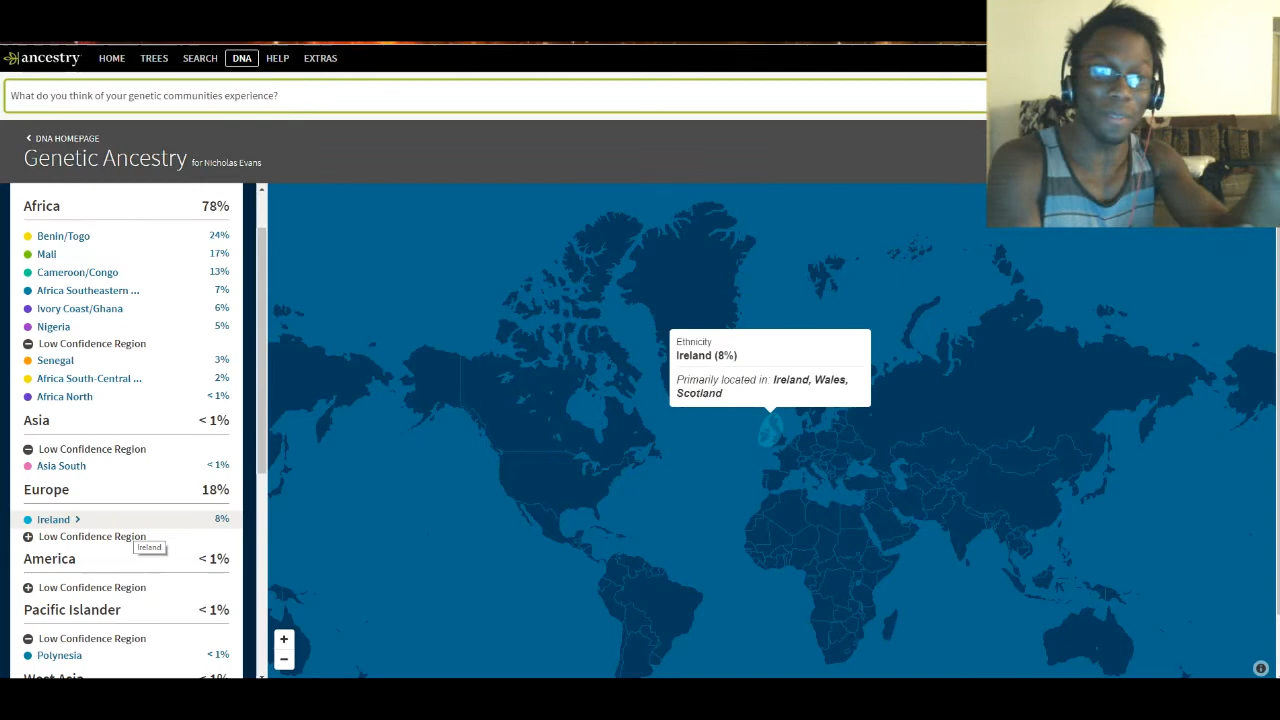 ancestry HOME TREES SEARCH DNA HELP EXTRAS
What do you think of your genetic communities experience?
DNA HOMEPAGE
Genetic Ancestry for Nicholas Evans
Africa 78%
Benin/Togo 24%
Mali 17%
Cameroon/Congo 13%
Africa Southeastern ... 7%
Ivory Coast/Ghana 6%
Nigeria 5%
Low Confidence Region
Senegal 3%
Africa South-Central ... 2%
Africa North < 1%
Asia < 1%
Low Confidence Region
Asia South < 1%
Europe 18%
Ireland 8%
Low Confidence Region
Ireland
America < 1%
Low Confidence Region
Pacific Islander < 1%
Low Confidence Region
Polynesia < 1%
West Asia < 1%
Ethnicity
Ireland (8%)
Primarily located in: Ireland, Wales,
Scotland
+
−